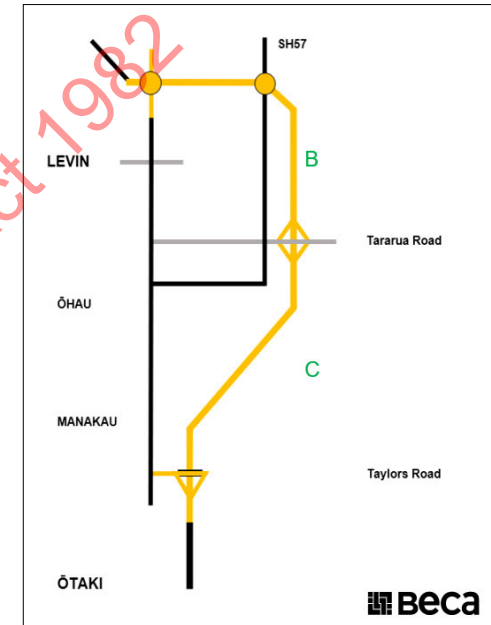 SH57
LEVIN
B
Tararua Road
ŌHAU
C
MANAKAU
Taylors Road
ŌTAKI
Beca
ct 1982